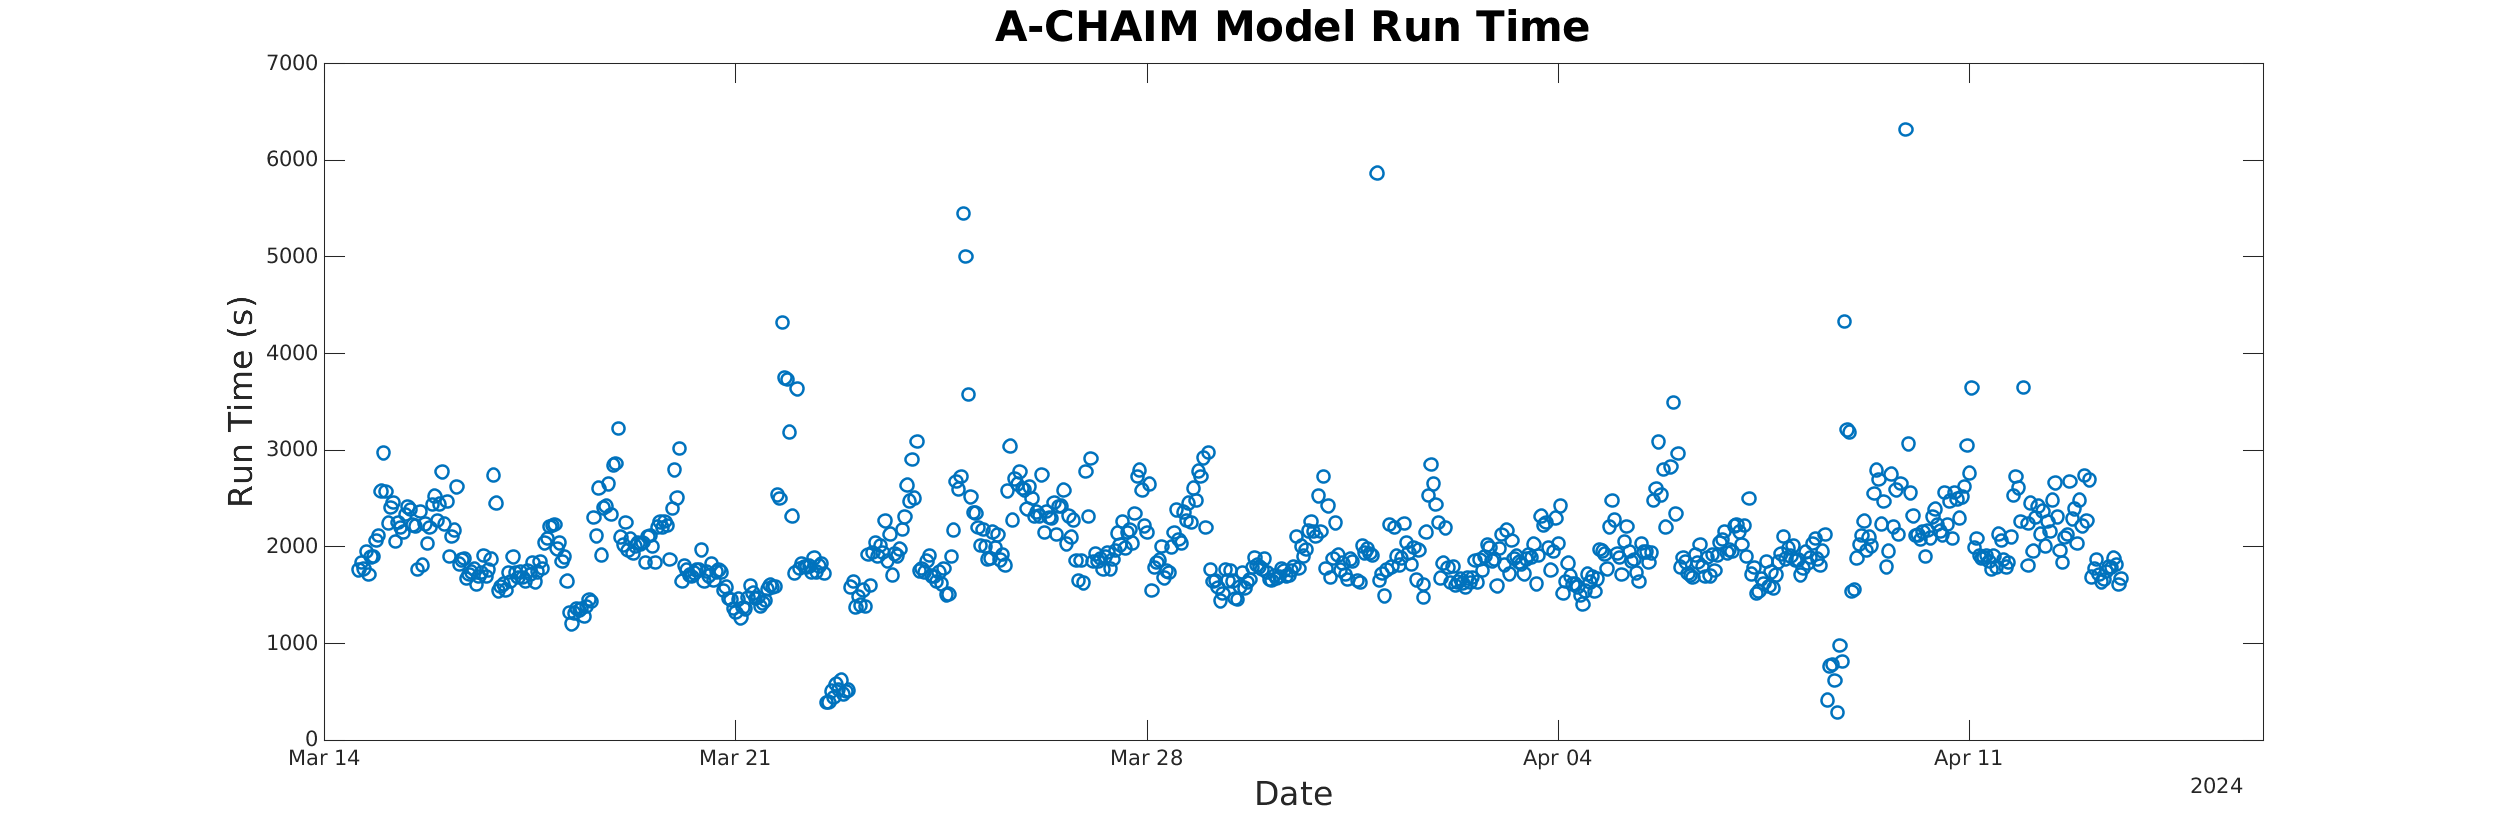 A-CHAIM Model Run Time
7000
6000
5000
4000
3000
2000
1000
0
Run Time (s)
Mar 14
Mar 21
Mar 28
Apr 04
Apr 11
2024
Date